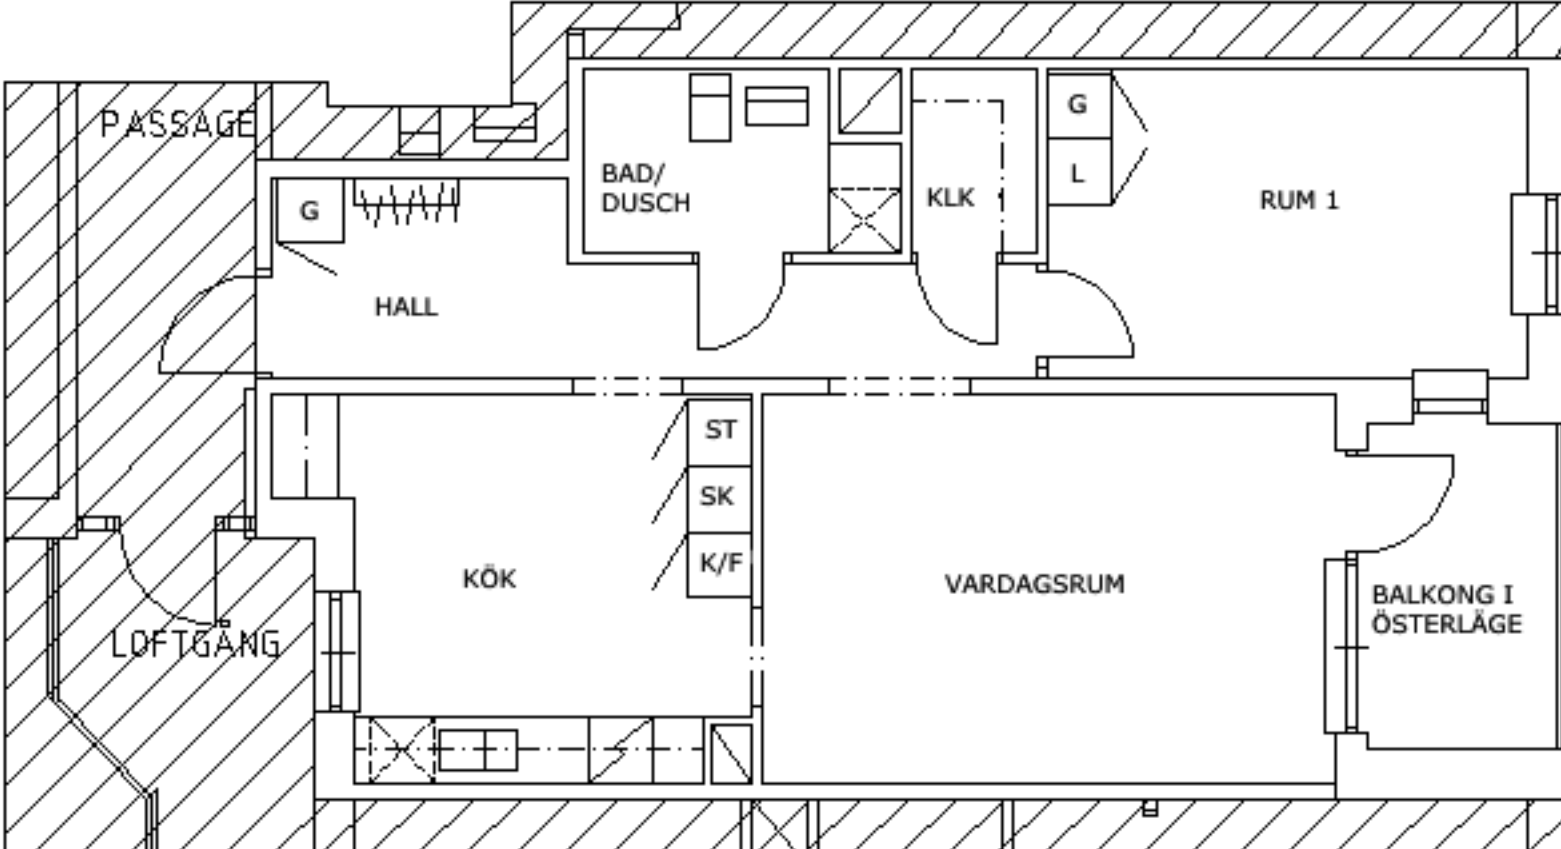 PASSAGE
G
HALL
BAD/
DUSCH
KLK
G
L
RUM 1
ST
SK
K/F
KÖK
VARDAGSRUM
BALKONG I
ÖSTERLÄGE
LOFTGÅNG